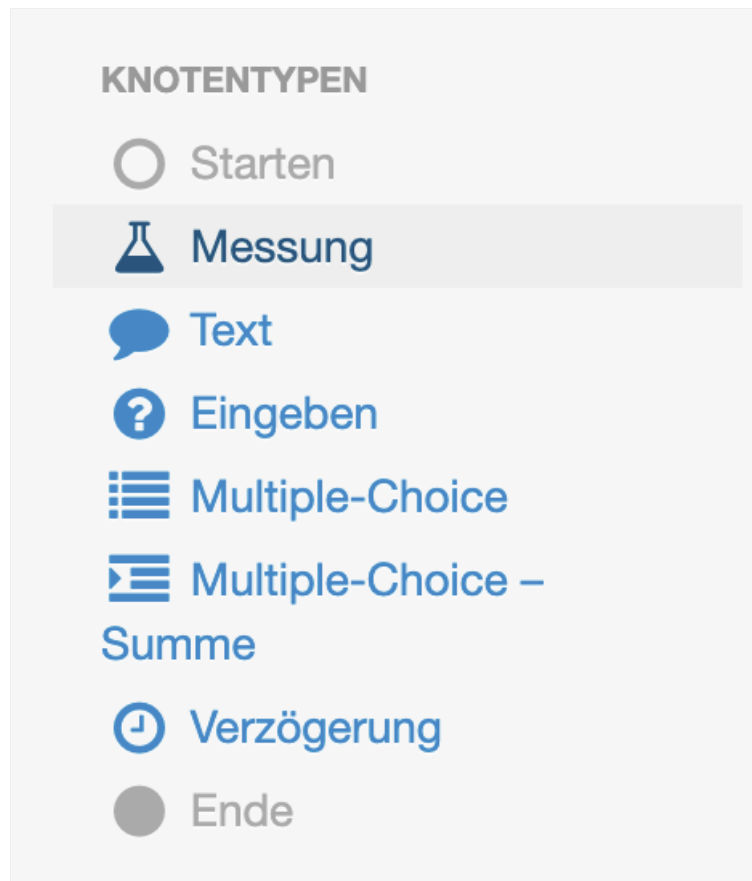 KNOTENTYPEN
Starten
Messung
Text
Eingeben
Multiple-Choice
Multiple-Choice –
Summe
Verzögerung
Ende